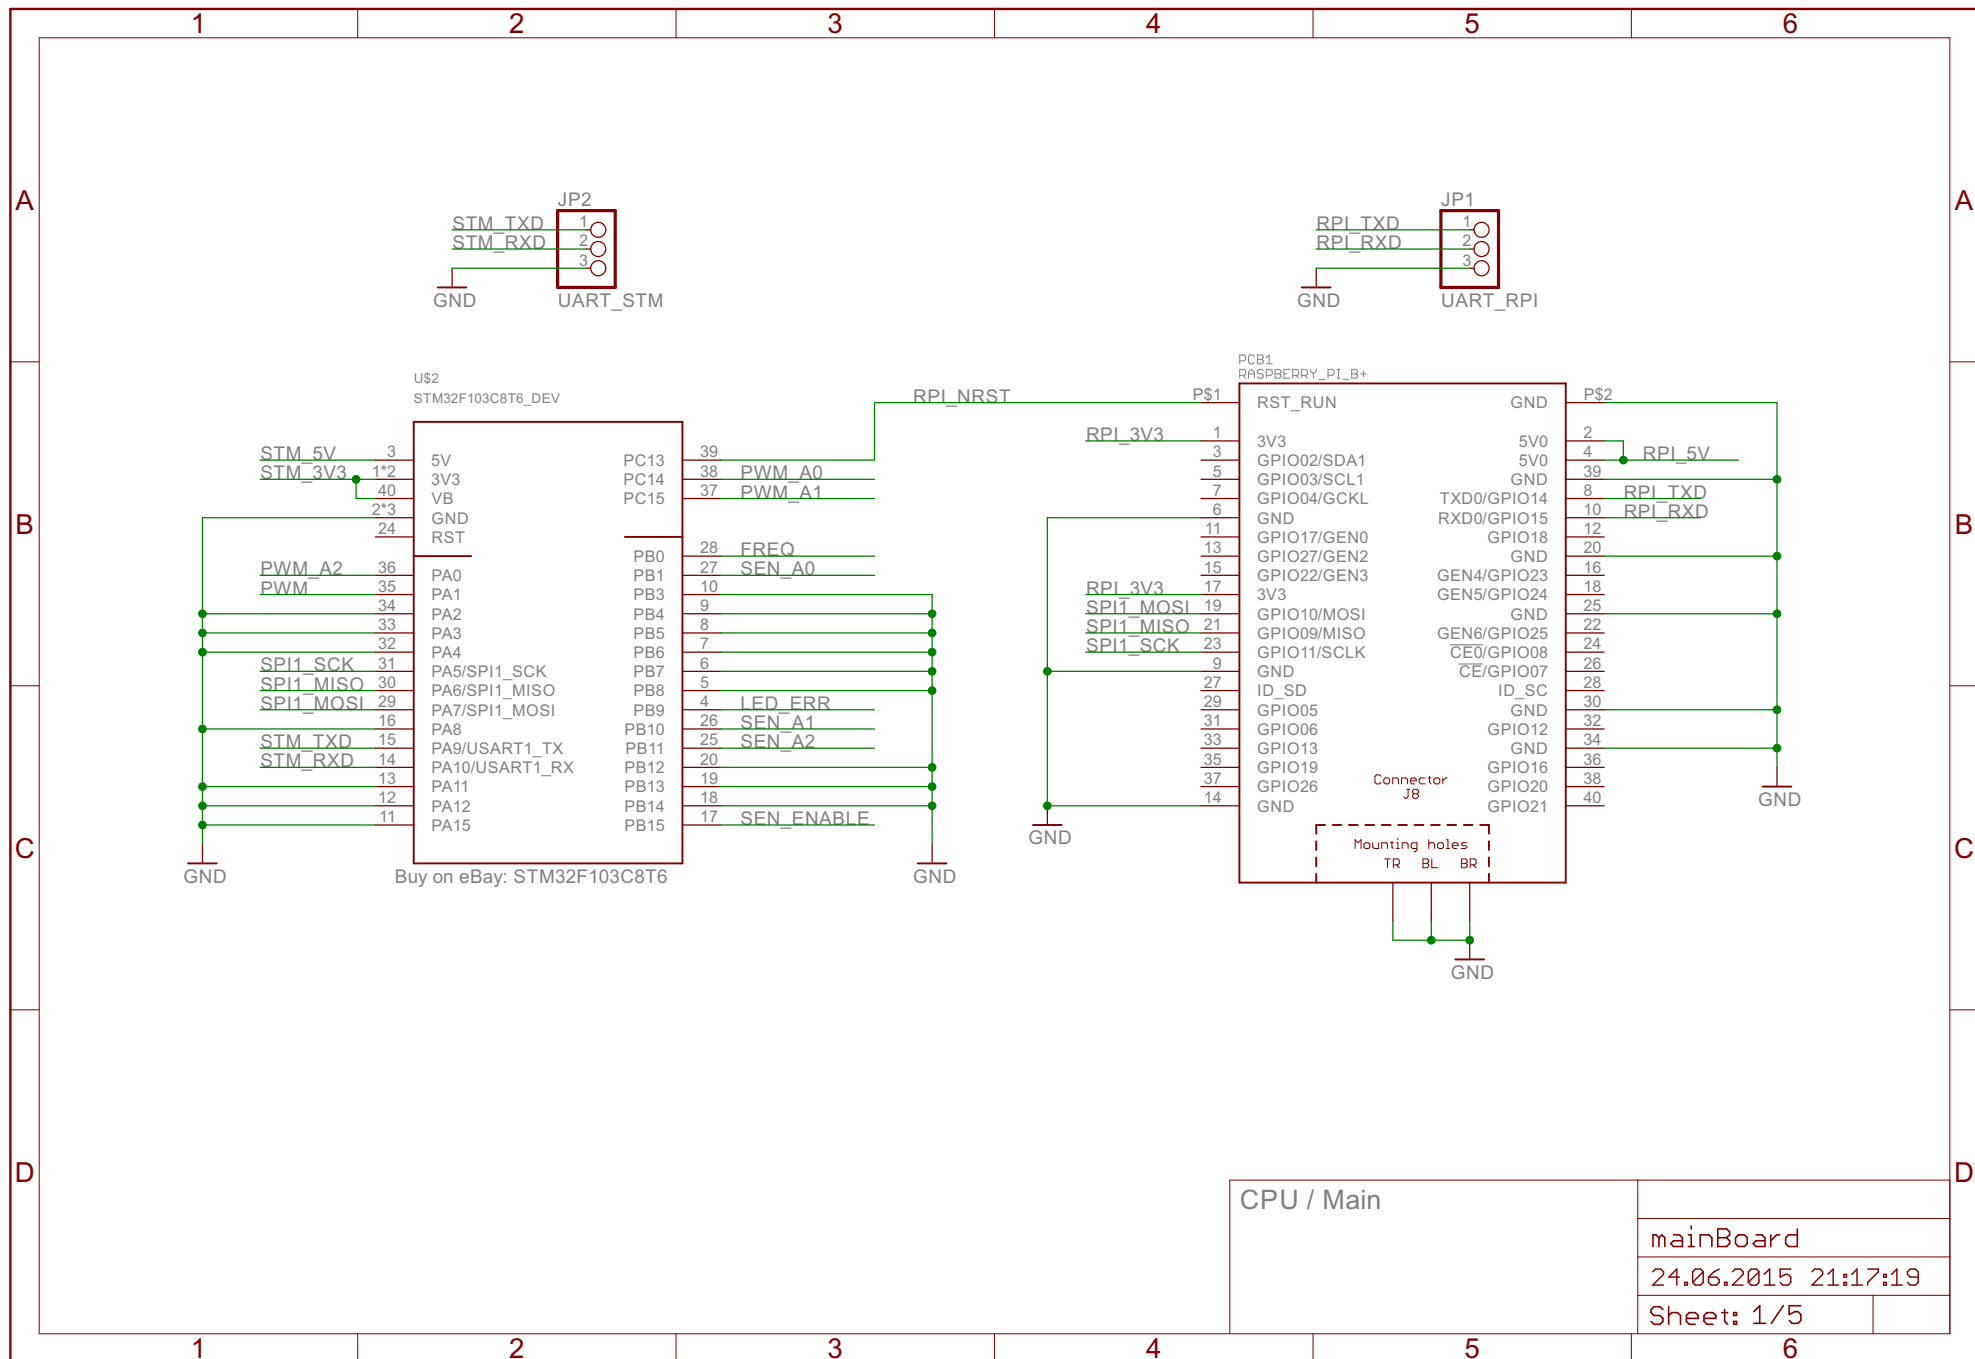 1 2 3 4 5 6
A A
JP2 JP1
STM_TXD 1 RPI_TXD 1
STM_RXD 2 RPI_RXD 2
3 3
GND UART_STM GND UART_RPI
PCB1
RASPBERRY_PI_B+
U$2
STM32F103C8T6_DEV
RPI_NRST P$1 RST_RUN GND P$2
RPI_3V3 1 3V3 5V0 2
STM_5V 3 5V PC13 39 3 GPIO02/SDA1 5V0 4 RPI_5V
STM_3V3 1*2 3V3 PC14 38 PWM_A0 5 GPIO03/SCL1 GND 39
40 VB PC15 37 PWM_A1 7 GPIO04/GCKL TXD0/GPIO14 8 RPI_TXD
2*3 GND 6 GND RXD0/GPIO15 10 RPI_RXD
B B
24 RST 11 GPIO17/GEN0 GPIO18 12
PB0 28 FREQ 13 GPIO27/GEN2 GND 20
PWM_A2 36 PA0 PB1 27 SEN_A0 15 GPIO22/GEN3 GEN4/GPIO23 16
PWM 35 PA1 PB3 10 RPI_3V3 17 3V3 GEN5/GPIO24 18
34 PA2 PB4 9 SPI1_MOSI 19 GPIO10/MOSI GND 25
33 PA3 PB5 8 SPI1_MISO 21 GPIO09/MISO GEN6/GPIO25 22
32 PA4 PB6 7 SPI1_SCK 23 GPIO11/SCLK CE0/GPIO08 24
SPI1_SCK 31 PA5/SPI1_SCK PB7 6 9 GND CE/GPIO07 26
SPI1_MISO 30 PA6/SPI1_MISO PB8 5 27 ID_SD ID_SC 28
SPI1_MOSI 29 PA7/SPI1_MOSI PB9 4 LED_ERR 29 GPIO05 GND 30
16 PA8 PB10 26 SEN_A1 31 GPIO06 GPIO12 32
STM_TXD 15 PA9/USART1_TX PB11 25 SEN_A2 33 GPIO13 GND 34
STM_RXD 14 PA10/USART1_RX PB12 20 35 GPIO19 GPIO16 36
13 PA11 PB13 19 37 GPIO26 Connector GPIO20 38
12 PA12 PB14 18 14 GND J8 GPIO21 40
GND
11 PA15 PB15 17 SEN_ENABLE
GND
Mounting holes
C C
TR BL BR
GND Buy on eBay: STM32F103C8T6 GND
GND
D D
CPU / Main
mainBoard
24.06.2015 21:17:19
Sheet: 1/5
1 2 3 4 5 6